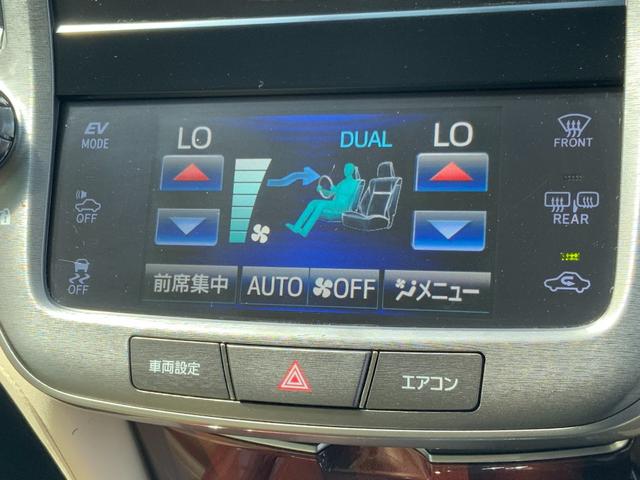 EV
MODE
LO
DUAL
LO
FRONT
OFF
REAR
OFF
前席集中
AUTO
OFF
メニュー
車両設定
エアコン